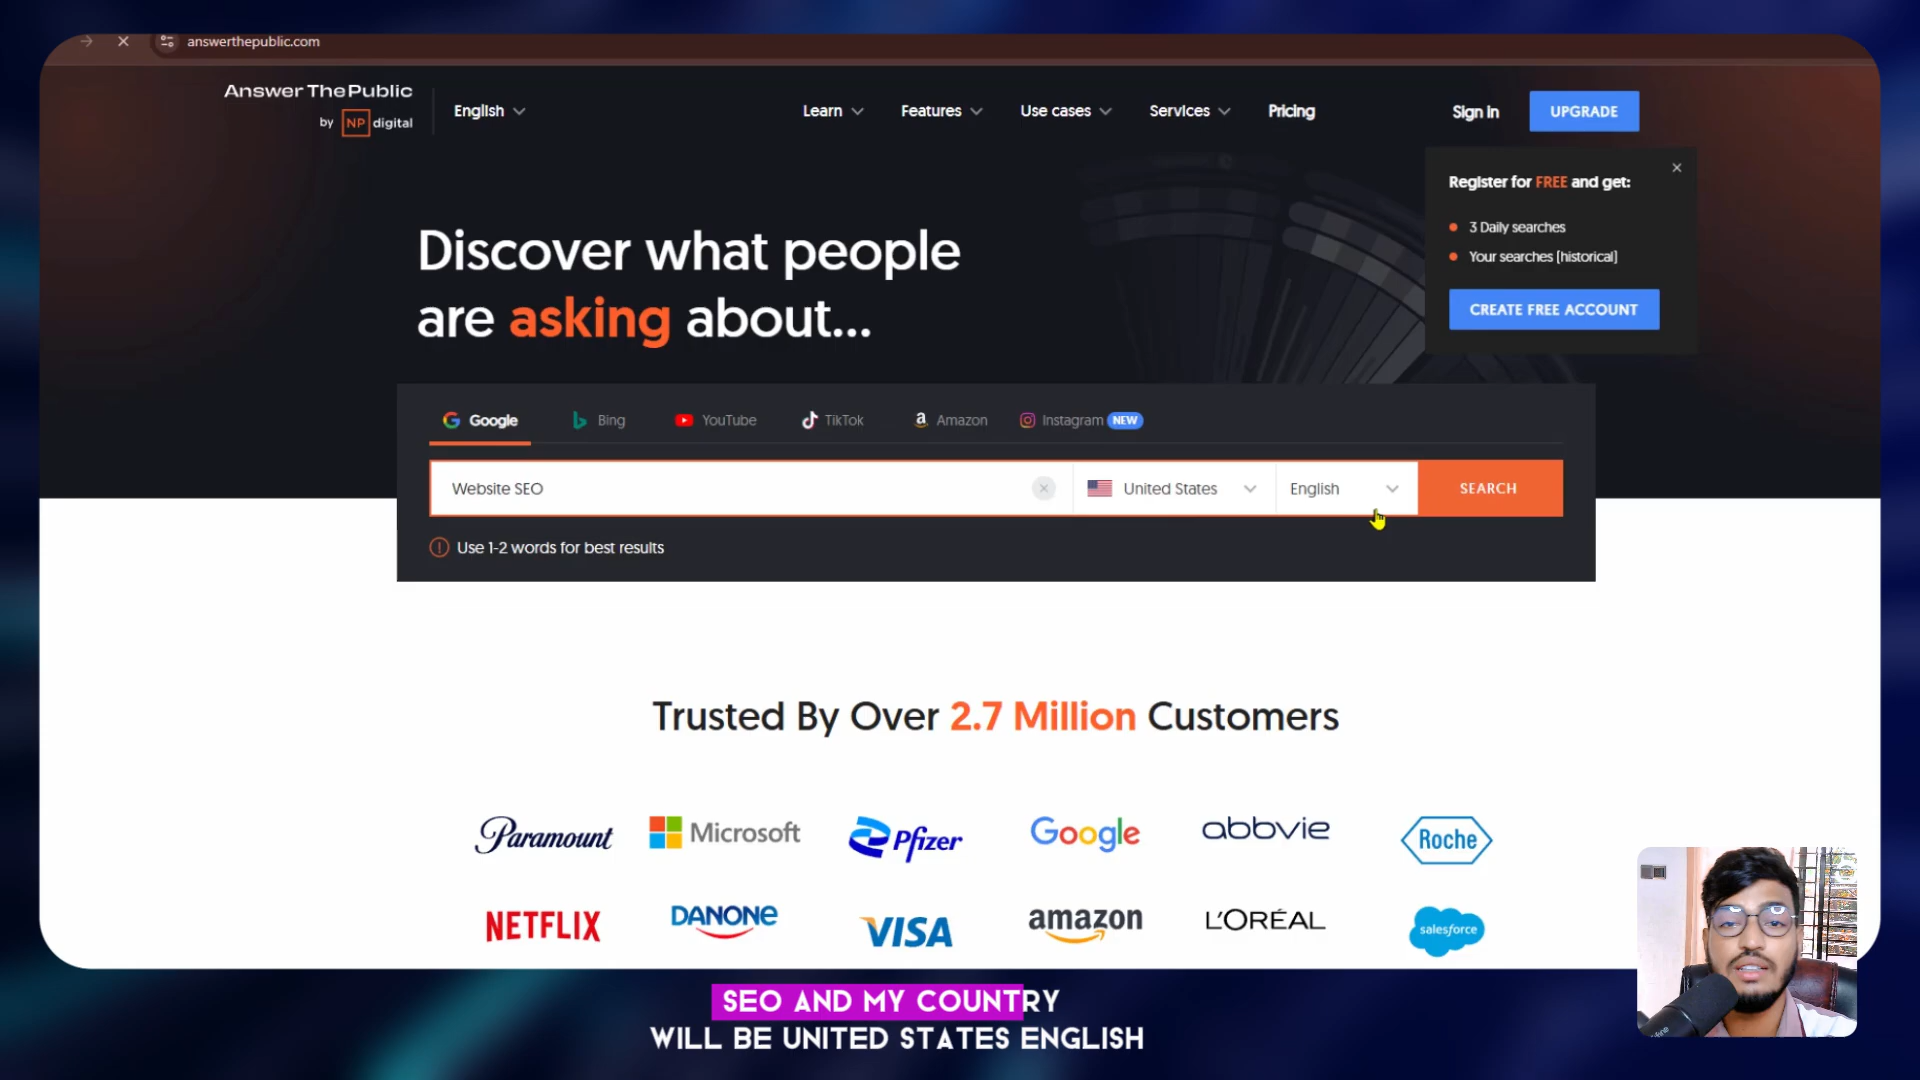 answerthepublic.com
Answer The Public
by NP digital
English
Learn
Features
Use cases
Services
Pricing
Sign in
UPGRADE
Register for FREE and get:
3 Daily searches
Your searches [historical]
CREATE FREE ACCOUNT
Discover what people
are asking about...
Google
Bing
YouTube
TikTok
Amazon
Instagram NEW
Website SEO
United States
English
SEARCH
Use 1-2 words for best results
Trusted By Over 2.7 Million Customers
Paramount
Microsoft
Pfizer
Google
abbvie
Roche
NETFLIX
DANONE
VISA
amazon
L'ORÉAL
salesforce
SEO AND MY COUNTRY
WILL BE UNITED STATES ENGLISH